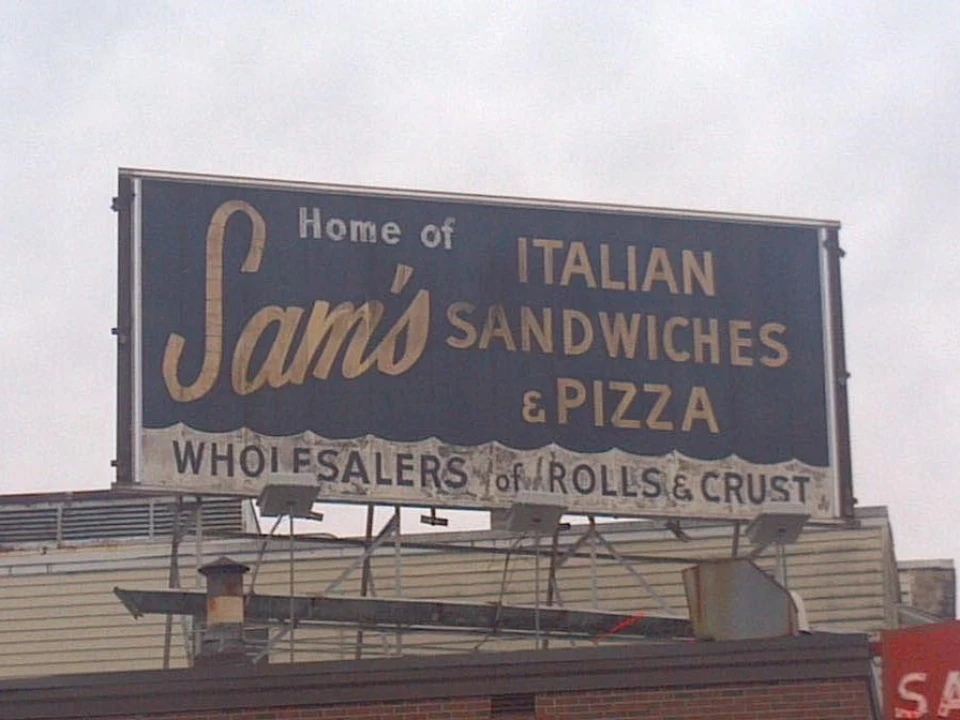 Home of
Sam's
ITALIAN
SANDWICHES
& PIZZA
WHOLESALERS of ROLLS & CRUST
SA